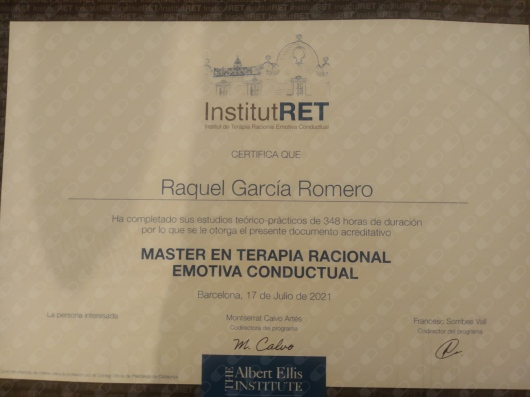 InstitutRET
Institut de Terapia Racional Emotiva Conductual
CERTIFICA QUE:
Raquel García Romero
Ha completado sus estudios teórico-prácticos de 348 horas de duración
por lo que se le otorga el presente documento acreditativo
MASTER EN TERAPIA RACIONAL
EMOTIVA CONDUCTUAL
Barcelona, 17 de Julio de 2021
La persona interesada
Montserrat Calvo Artés
Codirectora del programa
M. Calvo
Francesc Sorribes Vall
Codirector del programa
THE Albert Ellis
INSTITUTE